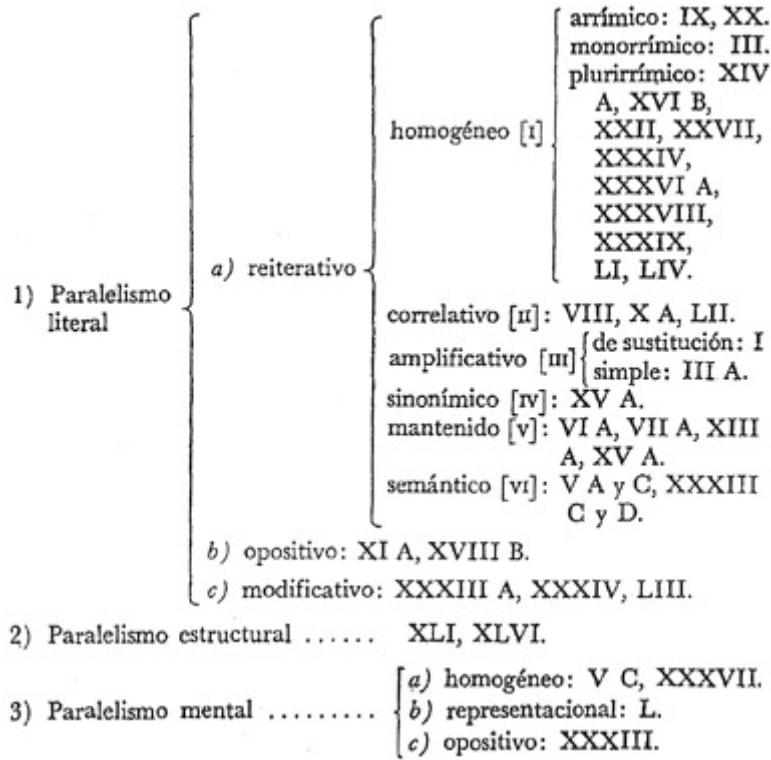 arrímico: IX, XX.
monorrímico: III.
plurirrímico: XIV
A, XVI B,
homogéneo [I] XXII, XXVII,
XXXIV,
XXXVI A,
XXXVIII,
XXXIX,
a) reiterativo LI, LIV.
1) Paralelismo
literal
correlativo [II]: VIII, X A, LII.
amplificativo [III] de sustitución: I
simple: III A.
sinonímico [IV]: XV A.
mantenido [V]: VI A, VII A, XIII
A, XV A.
semántico [VI]: V A y C, XXXIII
C y D.
b) opositivo: XI A, XVIII B.
c) modificativo: XXXIII A, XXXIV, LIII.
2) Paralelismo estructural ...... XLI, XLVI.
a) homogéneo: V C, XXXVII.
3) Paralelismo mental ......... b) representacional: L.
c) opositivo: XXXIII.